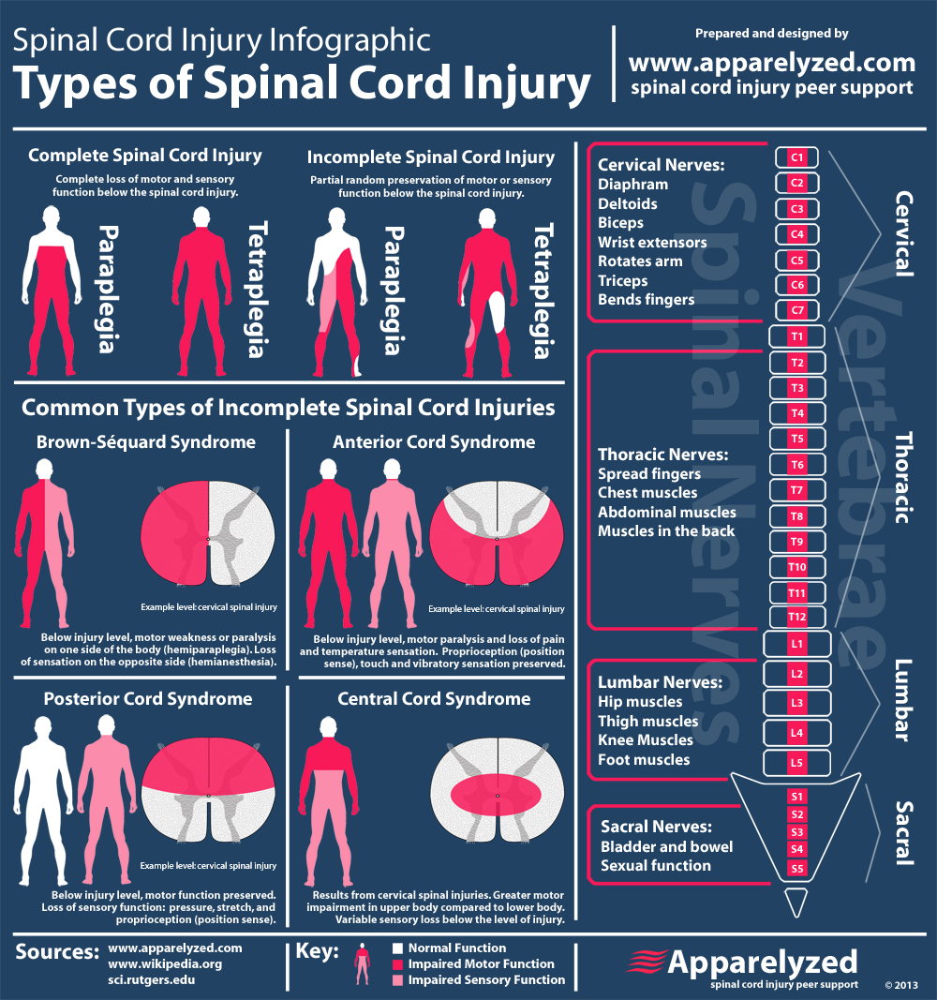 Spinal Cord Injury Infographic
Types of Spinal Cord Injury
Prepared and designed by
www.apparelyzed.com
spinal cord injury peer support
Complete Spinal Cord Injury
Complete loss of motor and sensory
function below the spinal cord injury.
Paraplegia
Tetraplegia
Incomplete Spinal Cord Injury
Partial random preservation of motor or sensory
function below the spinal cord injury.
Paraplegia
Tetraplegia
Common Types of Incomplete Spinal Cord Injuries
Brown-Séquard Syndrome
Example level: cervical spinal injury
Below injury level, motor weakness or paralysis
on one side of the body (hemiparaplegia). Loss
of sensation on the opposite side (hemianesthesia).
Anterior Cord Syndrome
Example level: cervical spinal injury
Below injury level, motor paralysis and loss of pain
and temperature sensation. Proprioception (position
sense), touch and vibratory sensation preserved.
Posterior Cord Syndrome
Example level: cervical spinal injury
Below injury level, motor function preserved.
Loss of sensory function: pressure, stretch, and
proprioception (position sense).
Central Cord Syndrome
Results from cervical spinal injuries. Greater motor
impairment in upper body compared to lower body.
Variable sensory loss below the level of injury.
Spinal Nerves
Vertebrae
Cervical Nerves:
Diaphram
Deltoids
Biceps
Wrist extensors
Rotates arm
Triceps
Bends fingers
Thoracic Nerves:
Spread fingers
Chest muscles
Abdominal muscles
Muscles in the back
Lumbar Nerves:
Hip muscles
Thigh muscles
Knee Muscles
Foot muscles
Sacral Nerves:
Bladder and bowel
Sexual function
C1
C2
C3
C4
C5
C6
C7
T1
T2
T3
T4
T5
T6
T7
T8
T9
T10
T11
T12
L1
L2
L3
L4
L5
S1
S2
S3
S4
S5
Cervical
Thoracic
Lumbar
Sacral
Sources:
www.apparelyzed.com
www.wikipedia.org
sci.rutgers.edu
Key:
Normal Function
Impaired Motor Function
Impaired Sensory Function
Apparelyzed
spinal cord injury peer support
© 2013